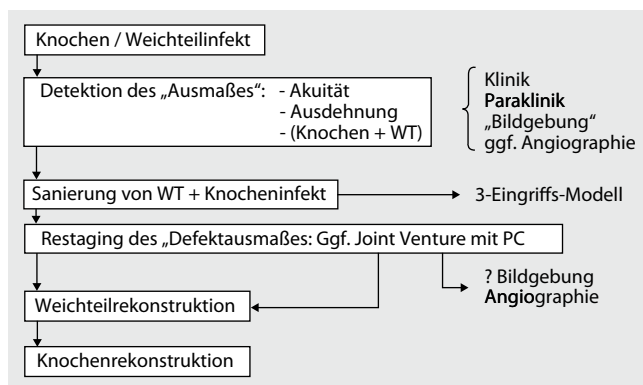 Knochen / Weichteilinfekt
Detektion des „Ausmaßes“: - Akuität
- Ausdehnung
- (Knochen + WT)
Klinik
Paraklinik
„Bildgebung“
ggf. Angiographie
Sanierung von WT + Knocheninfekt
3-Eingriffs-Modell
Restaging des „Defektausmaßes: Ggf. Joint Venture mit PC
? Bildgebung
Angiographie
Weichteilrekonstruktion
Knochenrekonstruktion